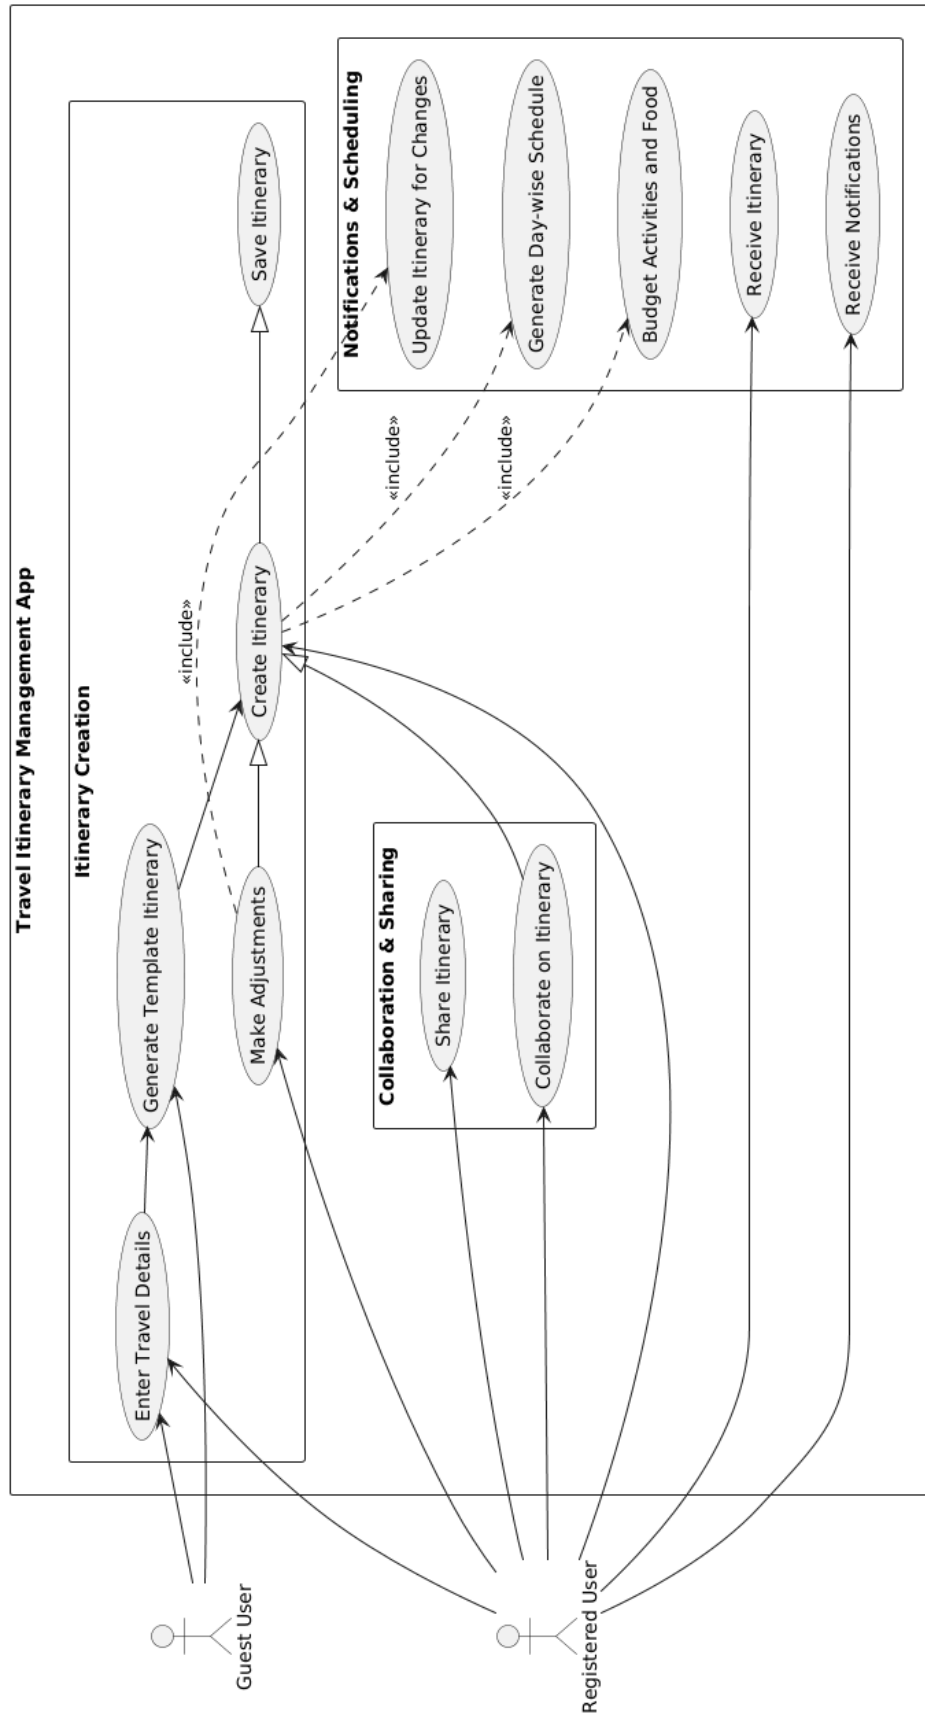 Travel Itinerary Management App
Itinerary Creation
Enter Travel Details
Generate Template Itinerary
Make Adjustments
Create Itinerary
Save Itinerary
«include»
Collaboration & Sharing
Share Itinerary
Collaborate on Itinerary
«include»
«include»
Notifications & Scheduling
Update Itinerary for Changes
Generate Day-wise Schedule
Budget Activities and Food
Receive Itinerary
Receive Notifications
Guest User
Registered User